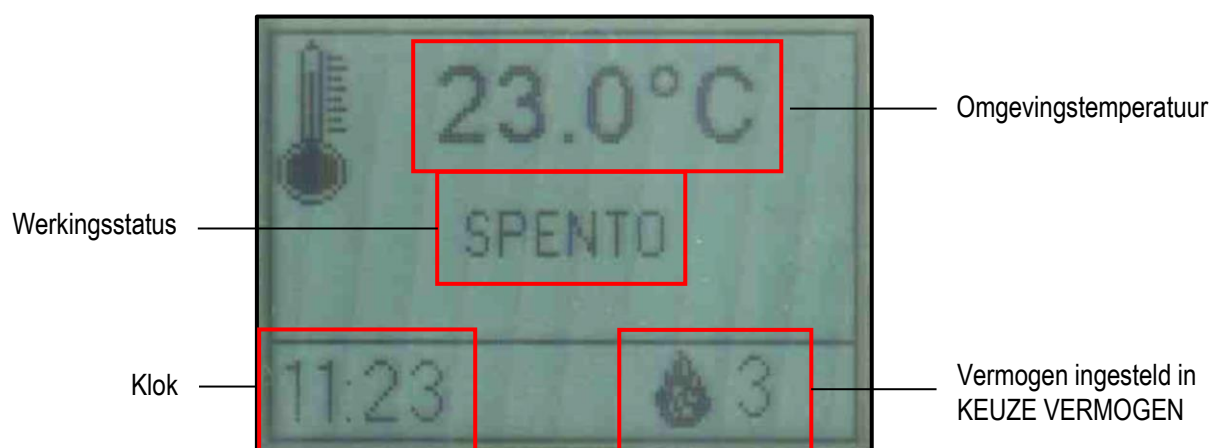 23.0°C
Omgevingstemperatuur
Werkingsstatus
SPENTO
Klok
11:23
3
Vermogen ingesteld in
KEUZE VERMOGEN